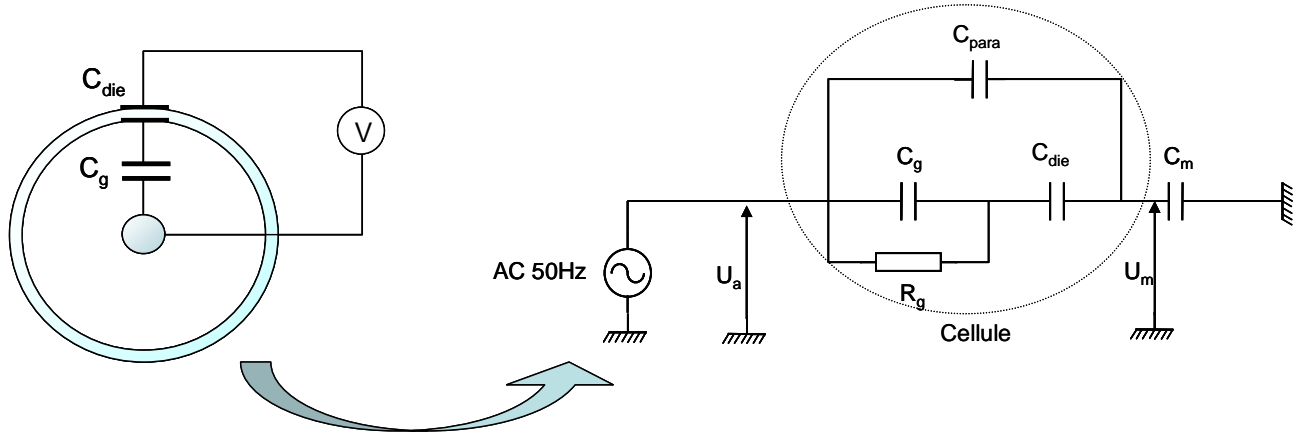 C_die
C_g
V
AC 50Hz
U_a
C_para
C_g
C_die
C_m
R_g
U_m
Cellule